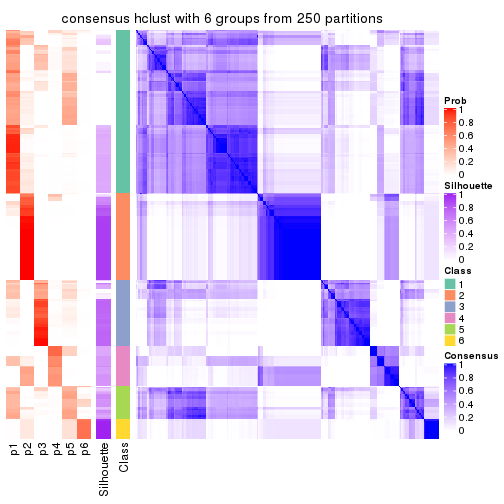 consensus hclust with 6 groups from 250 partitions
Prob
1
0.8
0.6
0.4
0.2
0
Silhouette
1
0.8
0.6
0.4
0.2
0
Class
1
2
3
4
5
6
Consensus
1
0.8
0.6
0.4
0.2
0
p1
p2
p3
p4
p5
p6
Silhouette
Class